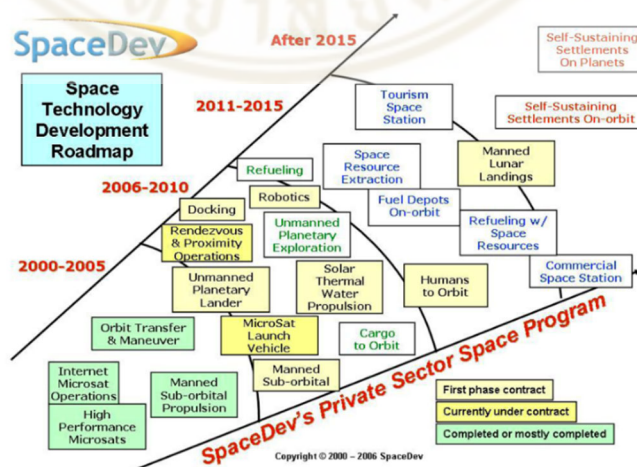 SpaceDev
Space
Technology
Development
Roadmap
After 2015
2011-2015
2006-2010
2000-2005
Self-Sustaining
Settlements
On Planets
Self-Sustaining
Settlements On-orbit
Tourism
Space
Station
Manned
Lunar
Landings
Refueling
Space
Resource
Extraction
Robotics
Fuel Depots
On-orbit
Docking
Refueling w/
Space
Resources
Rendezvous
& Proximity
Operations
Unmanned
Planetary
Exploration
Commercial
Space Station
Unmanned
Planetary
Lander
Solar
Thermal
Water
Propulsion
Humans
to Orbit
Orbit Transfer
& Maneuver
MicroSat
Launch
Vehicle
Cargo
to Orbit
Internet
Microsat
Operations
Manned
Sub-orbital
Propulsion
Manned
Sub-orbital
High
Performance
Microsats
SpaceDev's Private Sector Space Program
First phase contract
Currently under contract
Completed or mostly completed
Copyright © 2000 – 2006 SpaceDev